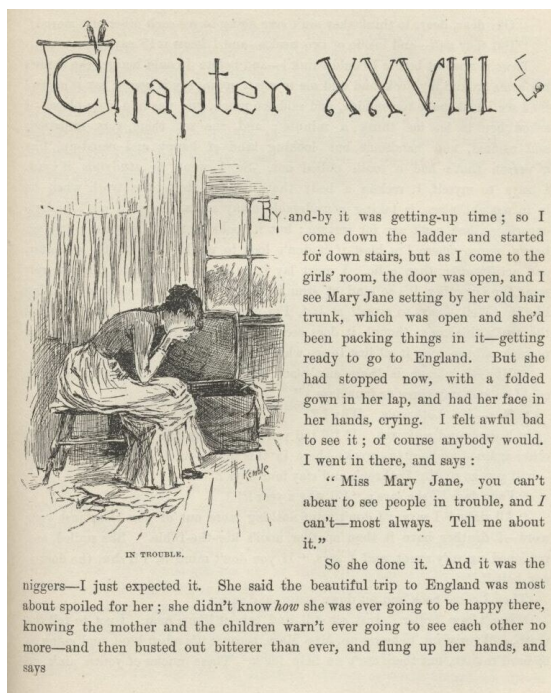 Chapter XXVIII
By and-by it was getting-up time; so I
come down the ladder and started
for down stairs, but as I come to the
girls' room, the door was open, and I
see Mary Jane setting by her old hair
trunk, which was open and she'd
been packing things in it—getting
ready to go to England. But she
had stopped now, with a folded
gown in her lap, and had her face in
her hands, crying. I felt awful bad
to see it; of course anybody would.
I went in there, and says:
"Miss Mary Jane, you can't
abear to see people in trouble, and I
can't—most always. Tell me about
it."
Kemble
IN TROUBLE.
So she done it. And it was the
niggers—I just expected it. She said the beautiful trip to England was most
about spoiled for her; she didn't know how she was ever going to be happy there,
knowing the mother and the children warn't ever going to see each other no
more—and then busted out bitterer than ever, and flung up her hands, and
says